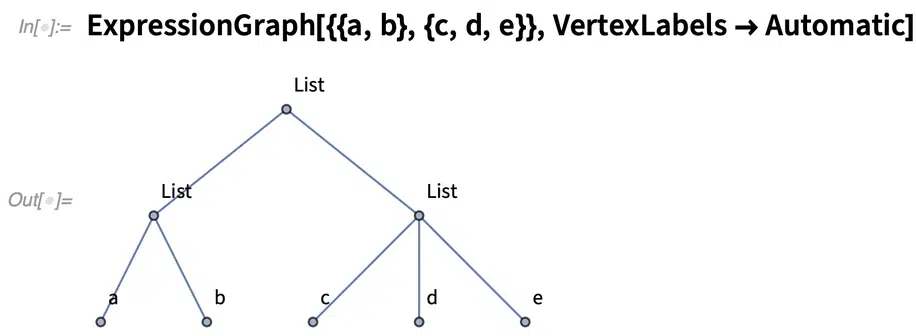 In[●]:= ExpressionGraph[{{a, b}, {c, d, e}}, VertexLabels → Automatic]
List
Out[●]=
List List
a b c d e